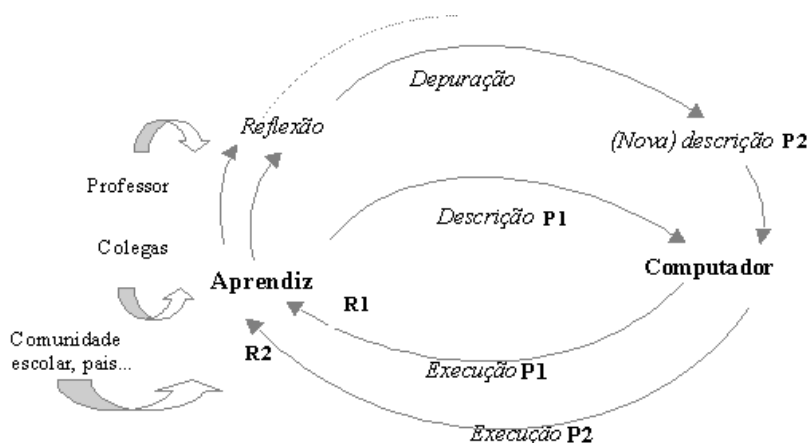 Depuração
Reflexão
(Nova) descrição P2
Professor
Descrição P1
Colegas
Aprendiz
Computador
R1
Comunidade
escolar, pais...
R2
Execução P1
Execução P2